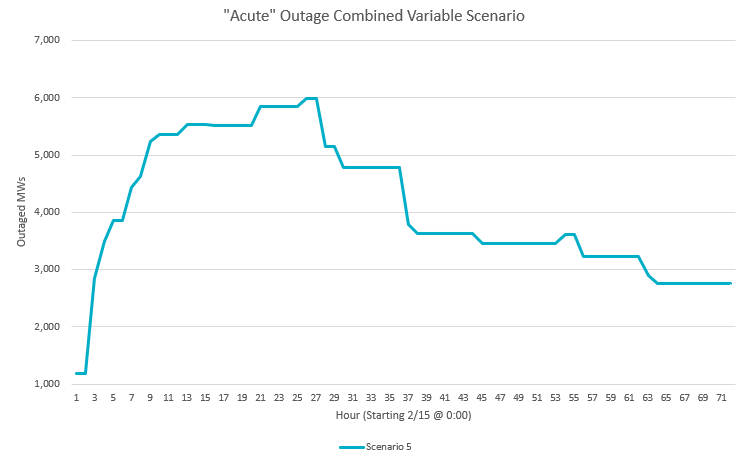 "Acute" Outage Combined Variable Scenario
7,000
6,000
5,000
4,000
3,000
2,000
1,000
Outaged MWs
1 3 5 7 9 11 13 15 17 19 21 23 25 27 29 31 33 35 37 39 41 43 45 47 49 51 53 55 57 59 61 63 65 67 69 71
Hour (Starting 2/15 @ 0:00)
Scenario 5